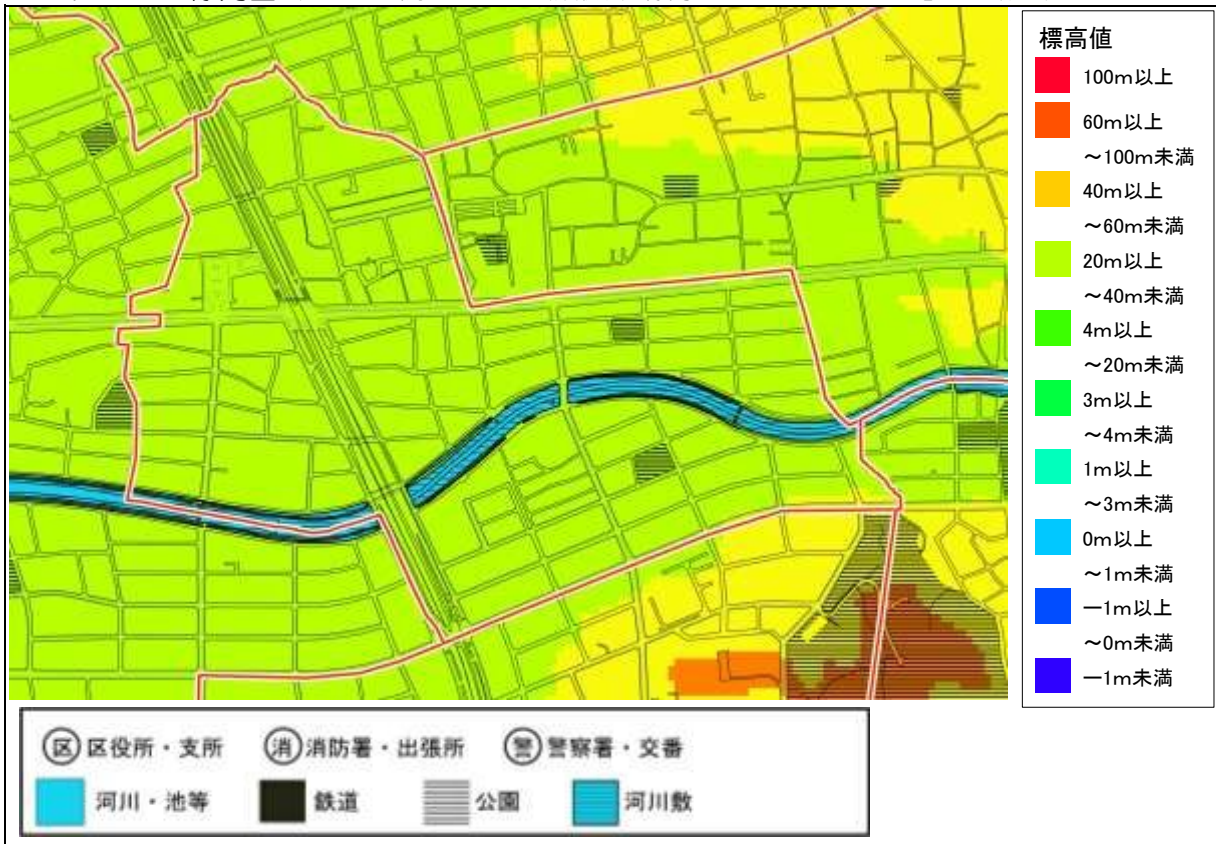 標高値
100m以上
60m以上
～100m未満
40m以上
～60m未満
20m以上
～40m未満
4m以上
～20m未満
3m以上
～4m未満
1m以上
～3m未満
0m以上
～1m未満
－1m以上
～0m未満
－1m未満
区 区役所・支所 消 消防署・出張所 警 警察署・交番
河川・池等 鉄道 公園 河川敷